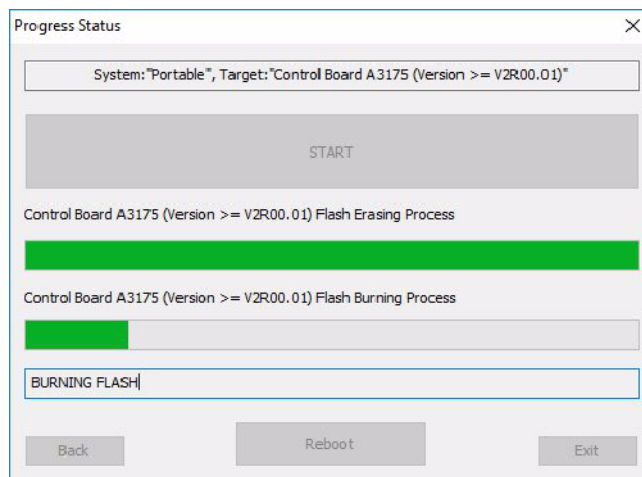 Progress Status
System:"Portable", Target:"Control Board A3175 (Version >= V2R00.01)"
START
Control Board A3175 (Version >= V2R00.01) Flash Erasing Process
Control Board A3175 (Version >= V2R00.01) Flash Burning Process
BURNING FLASH
Back
Reboot
Exit